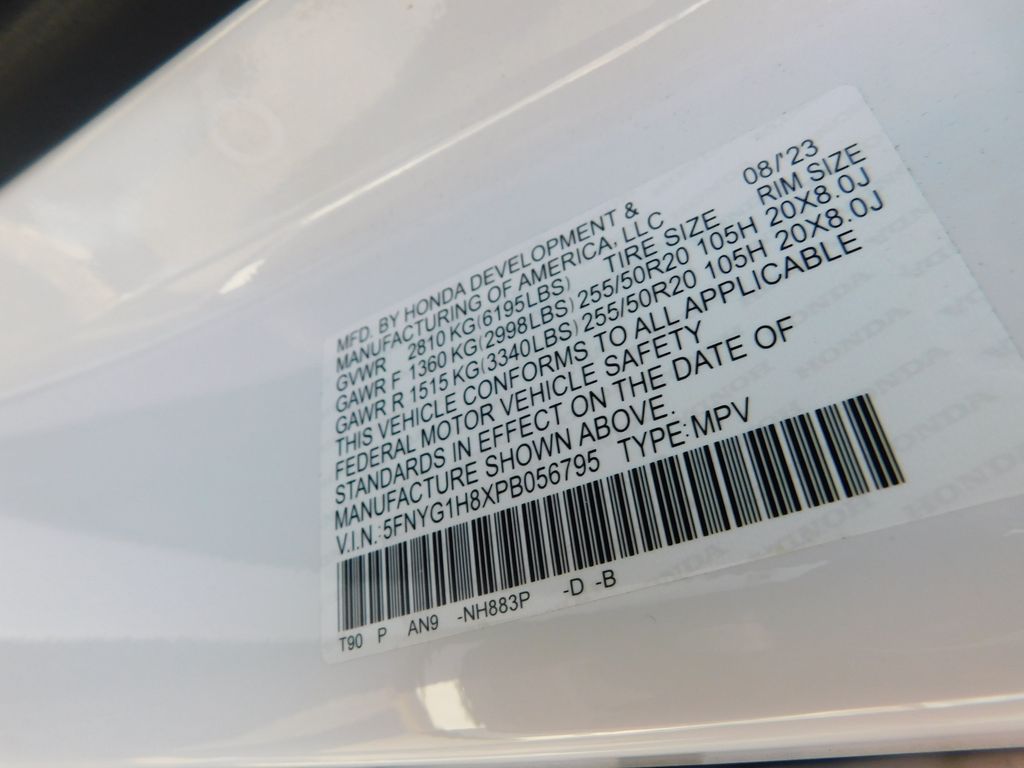 MFD. BY HONDA DEVELOPMENT &
MANUFACTURING OF AMERICA, LLC 08/'23
GVWR 2810 KG(6195LBS) TIRE SIZE RIM SIZE
GAWR F 1360 KG(2998LBS) 255/50R20 105H 20X8.0J
GAWR R 1515 KG(3340LBS) 255/50R20 105H 20X8.0J
THIS VEHICLE CONFORMS TO ALL APPLICABLE
FEDERAL MOTOR VEHICLE SAFETY
STANDARDS IN EFFECT ON THE DATE OF
MANUFACTURE SHOWN ABOVE.
V.I.N.:5FNYG1H8XPB056795 TYPE:MPV
T90 P AN9 -NH883P -D -B